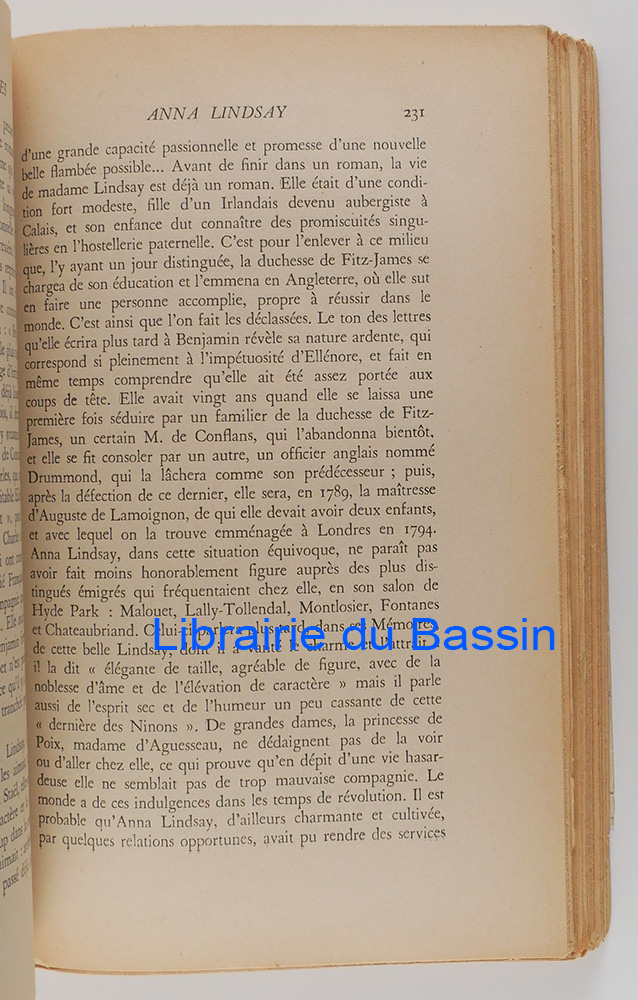 ANNA LINDSAY 231
d'une grande capacité passionnelle et promesse d'une nouvelle
belle flambée possible... Avant de finir dans un roman, la vie
de madame Lindsay est déjà un roman. Elle était d'une condi-
tion fort modeste, fille d'un Irlandais devenu aubergiste à
Calais, et son enfance dut connaître des promiscuités singu-
lières en l'hostellerie paternelle. C'est pour l'enlever à ce milieu
que, l'y ayant un jour distinguée, la duchesse de Fitz-James se
chargea de son éducation et l'emmena en Angleterre, où elle sut
en faire une personne accomplie, propre à réussir dans le
monde. C'est ainsi que l'on fait les déclassées. Le ton des lettres
qu'elle écrira plus tard à Benjamin révèle sa nature ardente, qui
correspond si pleinement à l'impétuosité d'Ellénore, et fait en
même temps comprendre qu'elle ait été assez portée aux
coups de tête. Elle avait vingt ans quand elle se laissa une
première fois séduire par un familier de la duchesse de Fitz-
James, un certain M. de Conflans, qui l'abandonna bientôt,
et elle se fit consoler par un autre, un officier anglais nommé
Drummond, qui la lâchera comme son prédécesseur ; puis,
après la défection de ce dernier, elle sera, en 1789, la maîtresse
d'Auguste de Lamoignon, de qui elle devait avoir deux enfants,
et avec lequel on la trouve emménagée à Londres en 1794.
Anna Lindsay, dans cette situation équivoque, ne paraît pas
avoir fait moins honorablement figure auprès des plus dis-
tingués émigrés qui fréquentaient chez elle, en son salon de
Hyde Park : Malouet, Lally-Tollendal, Montlosier, Fontanes
et Chateaubriand. Celui-ci parlera plus tard, dans ses Mémoires,
Librairie du Bassin
de cette belle Lindsay, dont il a vanté le charme et
il la dit « élégante de taille, agréable de figure, avec de la
noblesse d'âme et de l'élévation de caractère » mais il parle
aussi de l'esprit sec et de l'humeur un peu cassante de cette
« dernière des Ninons ». De grandes dames, la princesse de
Poix, madame d'Aguesseau, ne dédaignent pas de la voir
ou d'aller chez elle, ce qui prouve qu'en dépit d'une vie hasar-
deuse elle ne semblait pas de trop mauvaise compagnie. Le
monde a de ces indulgences dans les temps de révolution. Il est
probable qu'Anna Lindsay, d'ailleurs charmante et cultivée,
par quelques relations opportunes, avait pu rendre des services